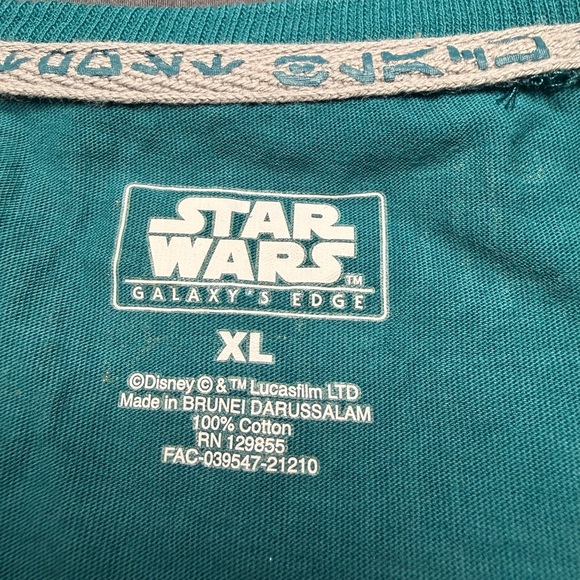 STAR
WARS™
GALAXY'S EDGE
XL
©Disney © & ™ Lucasfilm LTD
Made in BRUNEI DARUSSALAM
100% Cotton
RN 129855
FAC-039547-21210